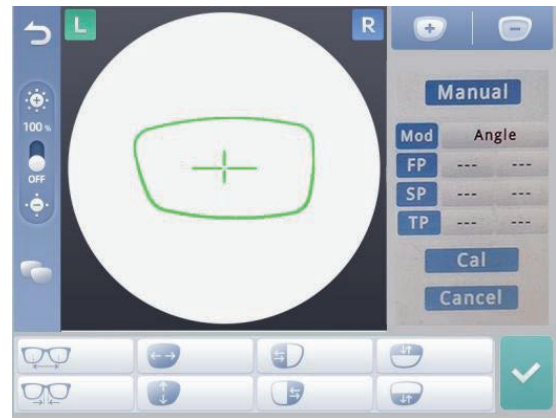 L
R
100 %
OFF
Manual
Mod Angle
FP --- ---
SP --- ---
TP --- ---
Cal
Cancel